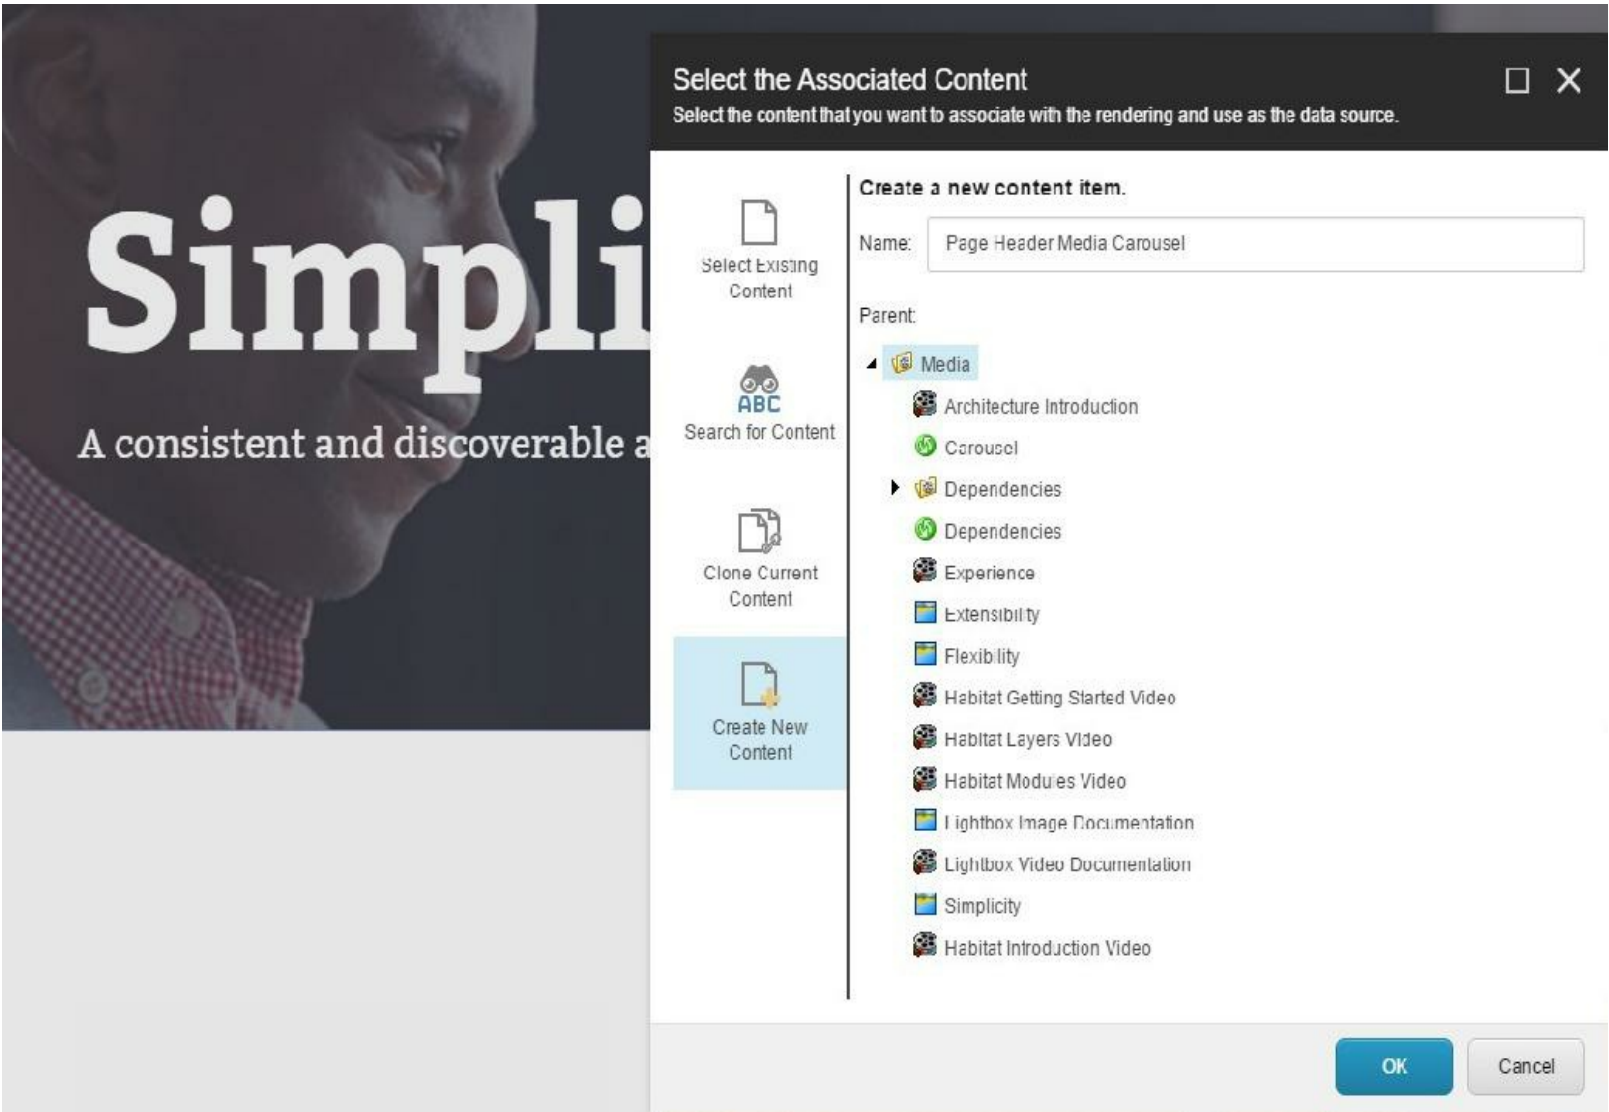 Simpli
A consistent and discoverable a
Select the Associated Content
Select the content that you want to associate with the rendering and use as the data source.
Select Existing
Content
ABC
Search for Content
Clone Current
Content
Create New
Content
Create a new content item.
Name: Page Header Media Carousel
Parent:
Media
Architecture Introduction
Carousel
Dependencies
Dependencies
Experience
Extensibility
Flexibility
Habitat Getting Started Video
Habitat Layers Video
Habitat Modules Video
Lightbox Image Documentation
Lightbox Video Documentation
Simplicity
Habitat Introduction Video
OK Cancel